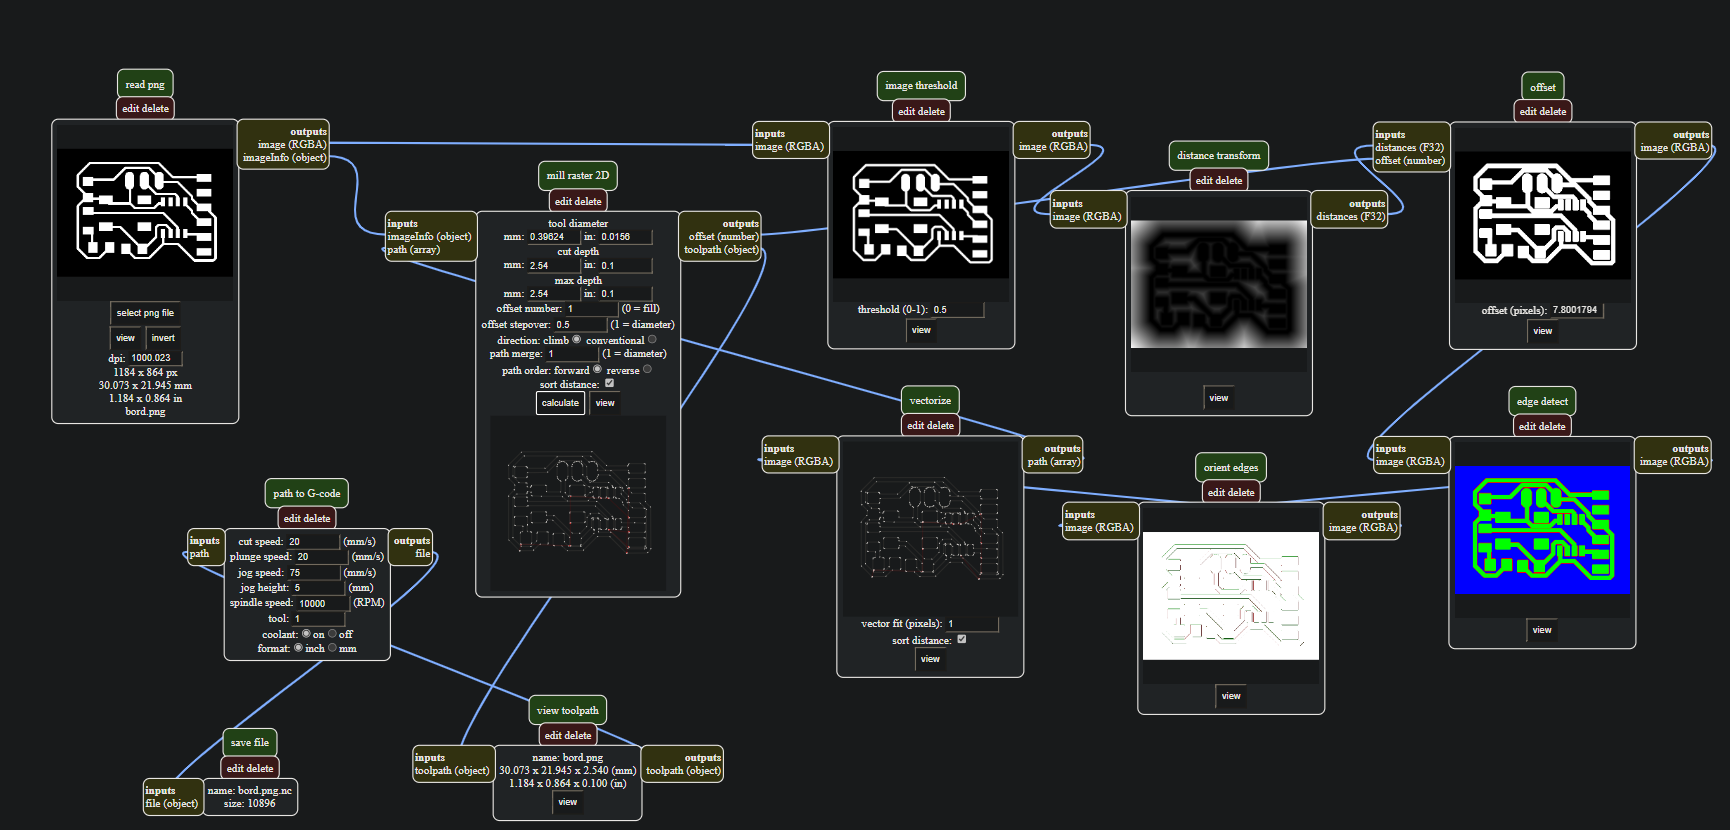 read png
edit delete
outputs
image (RGBA)
imageInfo (object)
select png file
view
invert
dpi: 1000.023
1184 x 864 px
30.073 x 21.945 mm
1.184 x 0.864 in
bord.png
mill raster 2D
edit delete
inputs
imageInfo (object)
path (array)
tool diameter
mm: 0.39624 in: 0.0156
cut depth
mm: 2.54 in: 0.1
max depth
mm: 2.54 in: 0.1
offset number: 1 (0 = fill)
offset stepover: 0.5 (1 = diameter)
direction: climb conventional
path merge: 1 (1 = diameter)
path order: forward reverse
sort distance:
calculate view
outputs
offset (number)
toolpath (object)
image threshold
edit delete
inputs
image (RGBA)
outputs
image (RGBA)
threshold (0-1): 0.5
view
distance transform
edit delete
inputs
image (RGBA)
outputs
distances (F32)
view
offset
edit delete
inputs
distances (F32)
offset (number)
outputs
image (RGBA)
offset (pixels): 7.8001794
view
edge detect
edit delete
inputs
image (RGBA)
outputs
image (RGBA)
view
orient edges
edit delete
inputs
image (RGBA)
outputs
image (RGBA)
view
vectorize
edit delete
inputs
image (RGBA)
outputs
path (array)
vector fit (pixels): 1
sort distance:
view
path to G-code
edit delete
inputs
path
outputs
file
cut speed: 20 (mm/s)
plunge speed: 20 (mm/s)
jog speed: 75 (mm/s)
jog height: 5 (mm)
spindle speed: 10000 (RPM)
tool: 1
coolant: on off
format: inch mm
save file
edit delete
inputs
file (object)
name: bord.png.nc
size: 10896
view toolpath
edit delete
inputs
toolpath (object)
name: bord.png
30.073 x 21.945 x 2.540 (mm)
1.184 x 0.864 x 0.100 (in)
view
outputs
toolpath (object)